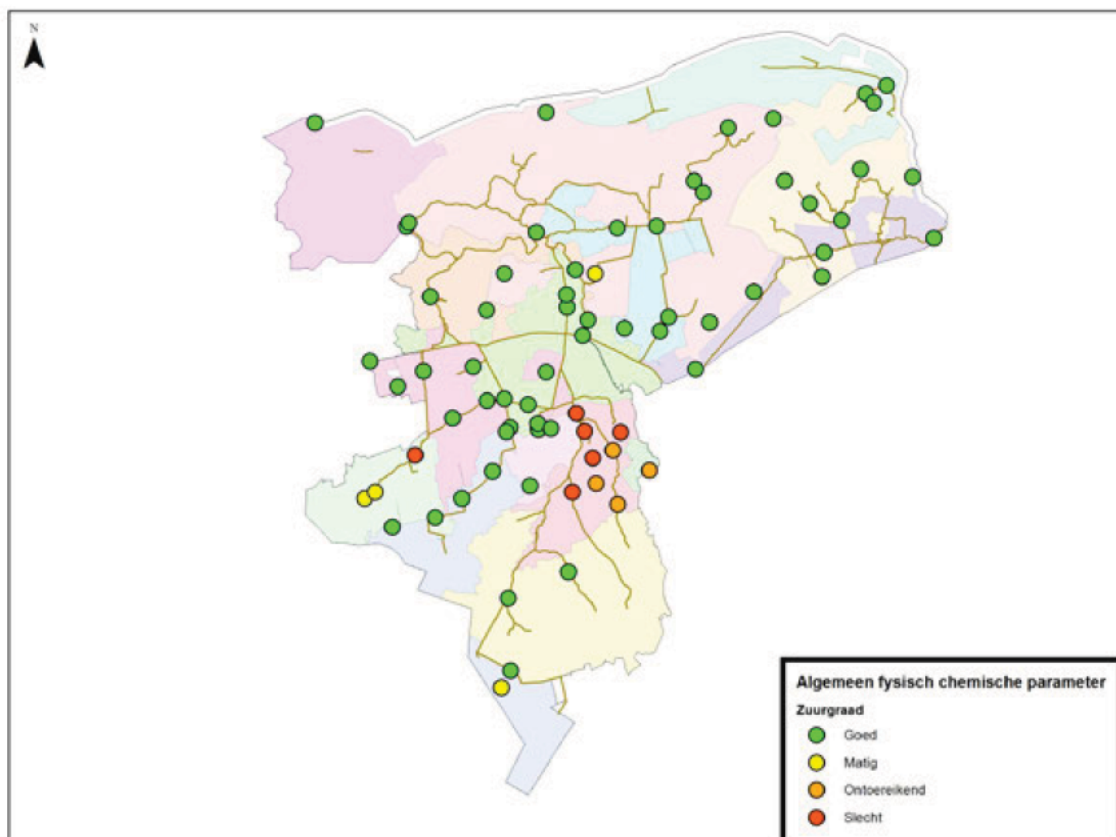 N
Algemeen fysisch chemische parameter
Zuurgraad
Goed
Matig
Ontoereikend
Slecht